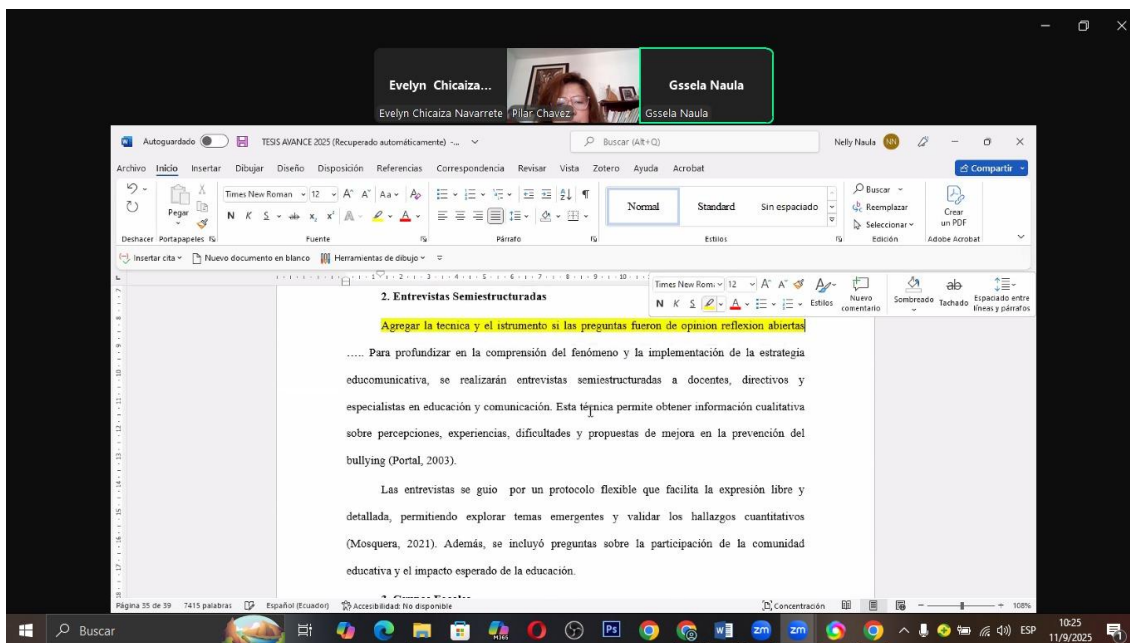 Evelyn Chicaiza...
Gssela Naula
Evelyn Chicaiza Navarrete
Pilar Chavez
Gssela Naula
Autoguardado
TESIS AVANCE 2025 (Recuperado automáticamente) -...
Buscar (Alt+Q)
Nelly Naula
NN
Archivo Inicio Insertar Dibujar Diseño Disposición Referencias Correspondencia Revisar Vista Zotero Ayuda Acrobat
Compartir
Pegar
Times New Roman 12
N K S
Normal
Standard
Sin espaciado
Buscar
Reemplazar
Seleccionar
Crear un PDF
Deshacer Portapapeles Fuente Párrafo Estilos Edición Adobe Acrobat
Insertar cita Nuevo documento en blanco Herramientas de dibujo
Times New Rom: 12
N K S
Estilos
Nuevo comentario
Sombreado
Tachado
Espaciado entre líneas y párrafos
2. Entrevistas Semiestructuradas
Agregar la tecnica y el istrumento si las preguntas fueron de opinion reflexion abiertas
….. Para profundizar en la comprensión del fenómeno y la implementación de la estrategia
educomunicativa, se realizarán entrevistas semiestructuradas a docentes, directivos y
especialistas en educación y comunicación. Esta técnica permite obtener información cualitativa
sobre percepciones, experiencias, dificultades y propuestas de mejora en la prevención del
bullying (Portal, 2003).
Las entrevistas se guio por un protocolo flexible que facilita la expresión libre y
detallada, permitiendo explorar temas emergentes y validar los hallazgos cuantitativos
(Mosquera, 2021). Además, se incluyó preguntas sobre la participación de la comunidad
educativa y el impacto esperado de la educación.
Página 35 de 39 7415 palabras Español (Ecuador) Accesibilidad: No disponible
Concentración
108%
Buscar
ESP
10:25
11/9/2025